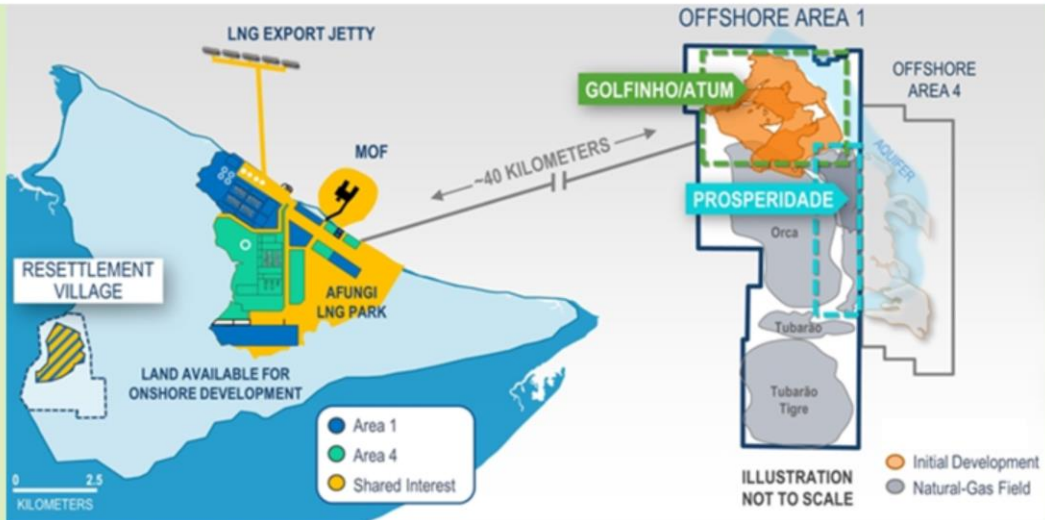 LNG EXPORT JETTY
MOF
~40 KILOMETERS
RESETTLEMENT
VILLAGE
AFUNGI
LNG PARK
LAND AVAILABLE FOR
ONSHORE DEVELOPMENT
Area 1
Area 4
Shared Interest
0 2.5
KILOMETERS
OFFSHORE AREA 1
GOLFINHO/ATUM
OFFSHORE
AREA 4
AQUIFER
PROSPERIDADE
Orca
Tubarão
Tubarão
Tigre
ILLUSTRATION
NOT TO SCALE
Initial Development
Natural-Gas Field